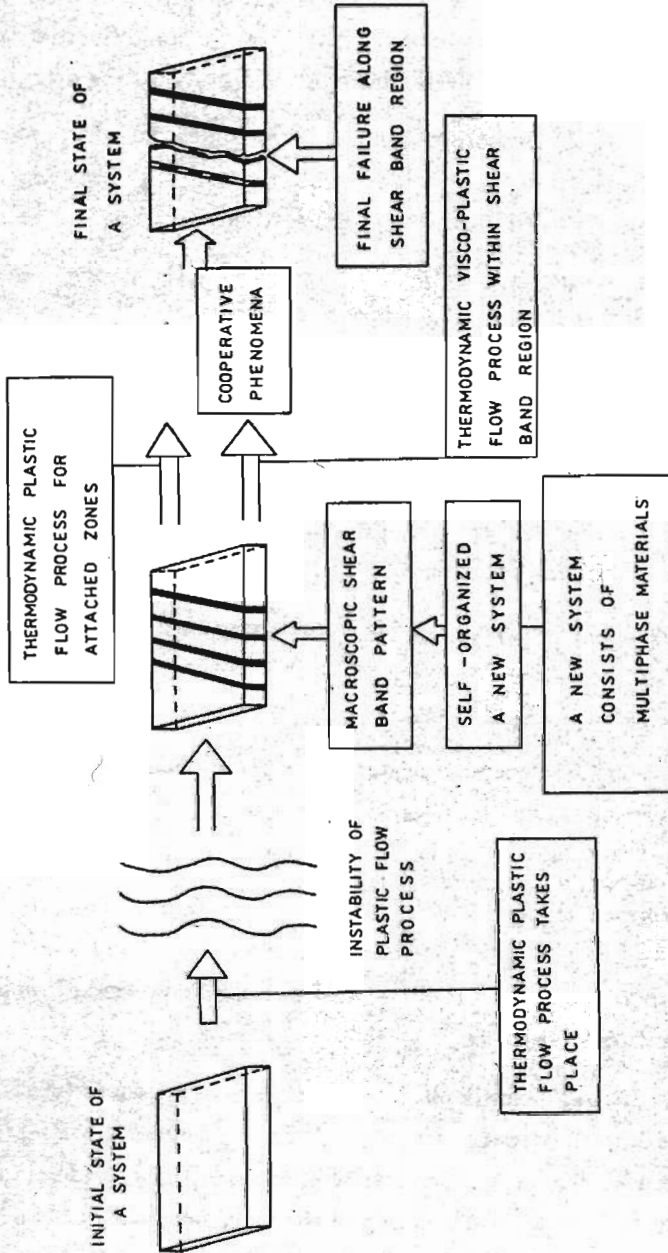 INITIAL STATE OF
A SYSTEM
THERMODYNAMIC PLASTIC
FLOW PROCESS TAKES
PLACE
INSTABILITY OF
PLASTIC FLOW
PROCESS
THERMODYNAMIC PLASTIC
FLOW PROCESS FOR
ATTACHED ZONES
MACROSCOPIC SHEAR
BAND PATTERN
SELF-ORGANIZED
A NEW SYSTEM
A NEW SYSTEM
CONSISTS OF
MULTIPHASE MATERIALS
COOPERATIVE
PHENOMENA
THERMODYNAMIC VISCO-PLASTIC
FLOW PROCESS WITHIN SHEAR
BAND REGION
FINAL STATE OF
A SYSTEM
FINAL FAILURE ALONG
SHEAR BAND REGION